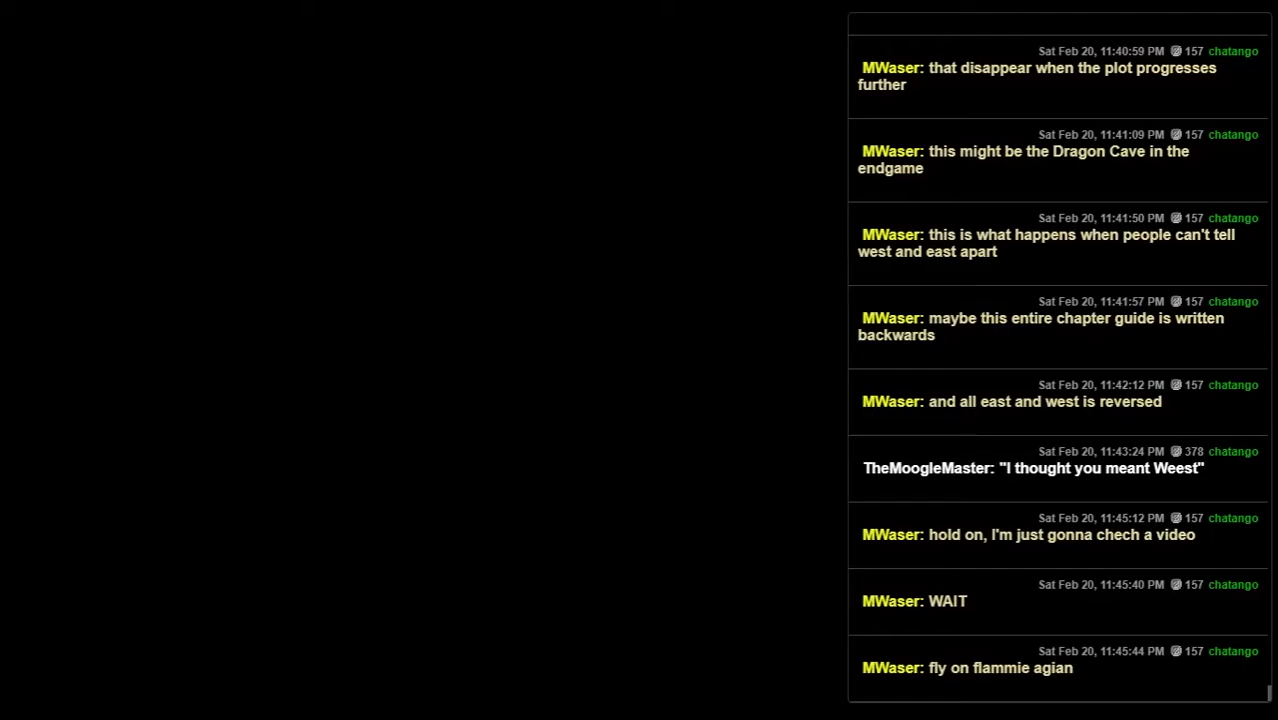 Sat Feb 20, 11:40:59 PM 157 chatango
MWaser: that disappear when the plot progresses
further
Sat Feb 20, 11:41:09 PM 157 chatango
MWaser: this might be the Dragon Cave in the
endgame
Sat Feb 20, 11:41:50 PM 157 chatango
MWaser: this is what happens when people can't tell
west and east apart
Sat Feb 20, 11:41:57 PM 157 chatango
MWaser: maybe this entire chapter guide is written
backwards
Sat Feb 20, 11:42:12 PM 157 chatango
MWaser: and all east and west is reversed
Sat Feb 20, 11:43:24 PM 378 chatango
TheMoogleMaster: "I thought you meant Weest"
Sat Feb 20, 11:45:12 PM 157 chatango
MWaser: hold on, I'm just gonna chech a video
Sat Feb 20, 11:45:40 PM 157 chatango
MWaser: WAIT
Sat Feb 20, 11:45:44 PM 157 chatango
MWaser: fly on flammie agian